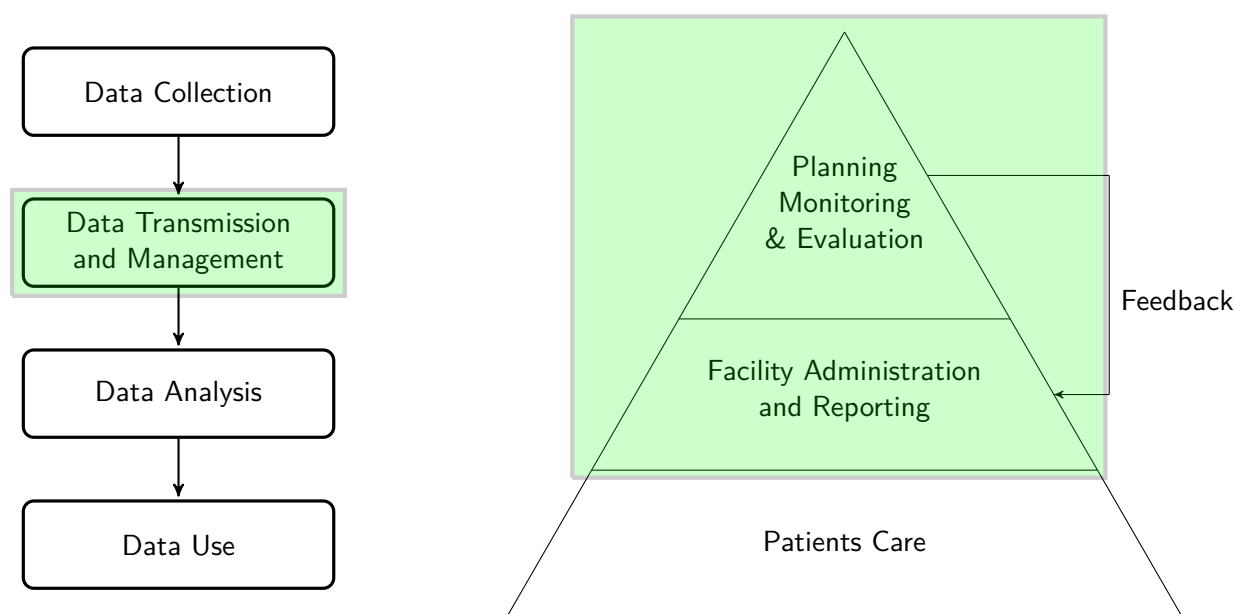 Data Collection
Data Transmission
and Management
Data Analysis
Data Use
Planning
Monitoring
& Evaluation
Feedback
Facility Administration
and Reporting
Patients Care